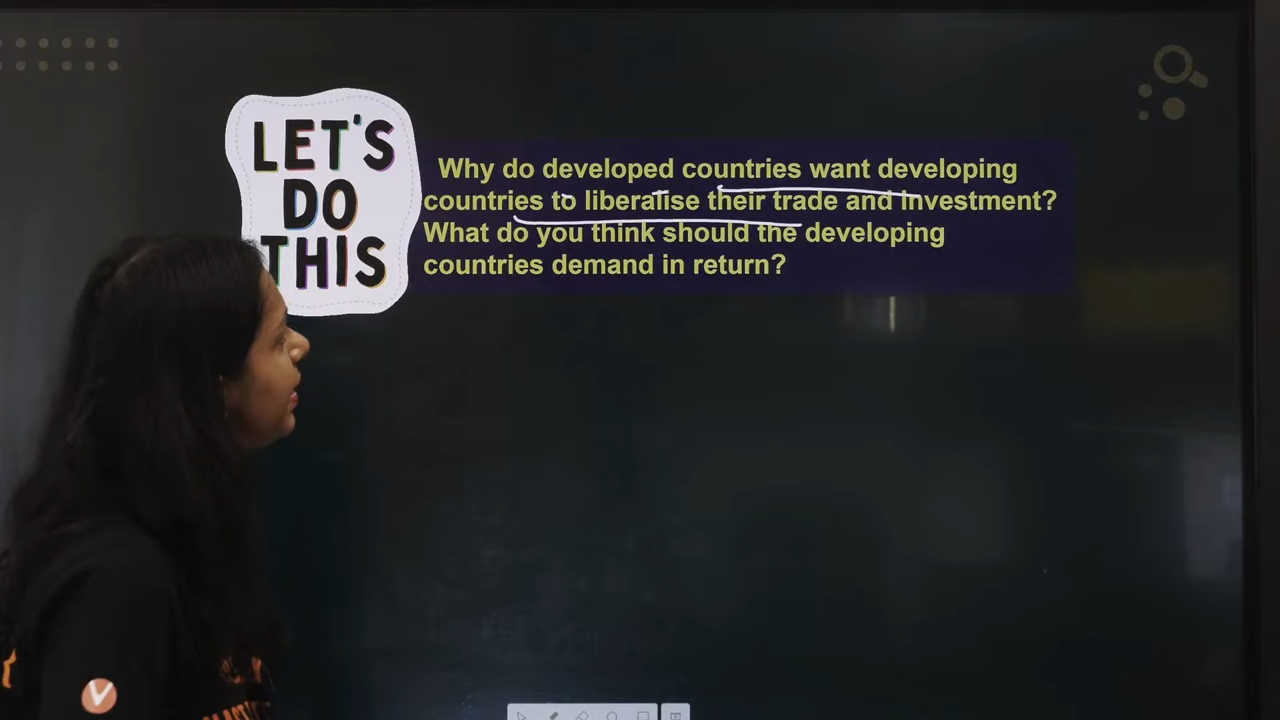 LET'S
DO
THIS
Why do developed countries want developing
countries to liberalise their trade and investment?
What do you think should the developing
countries demand in return?